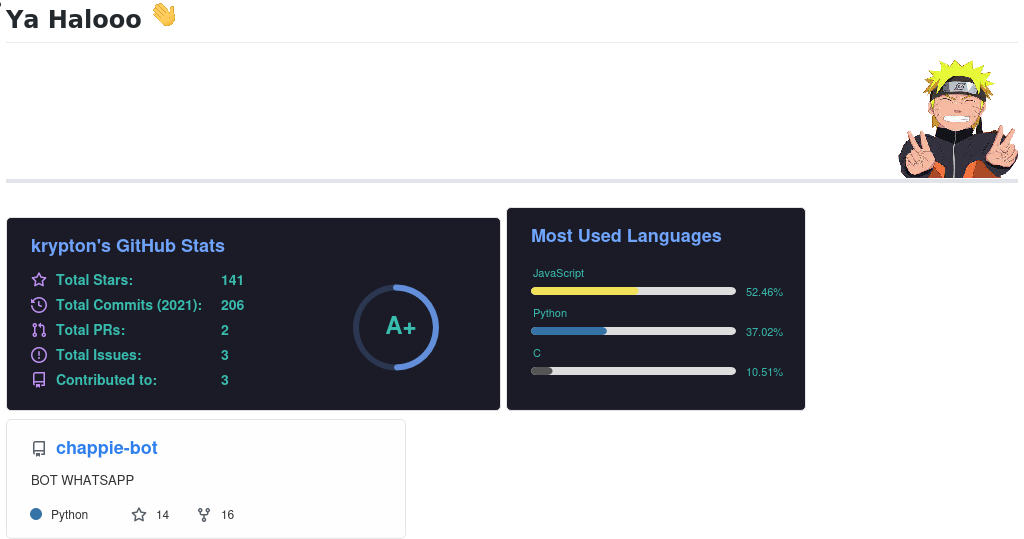 Ya Halooo 👋
krypton's GitHub Stats
Total Stars: 141
Total Commits (2021): 206
Total PRs: 2
Total Issues: 3
Contributed to: 3
A+
Most Used Languages
JavaScript
52.46%
Python
37.02%
C
10.51%
chappie-bot
BOT WHATSAPP
Python 14 16